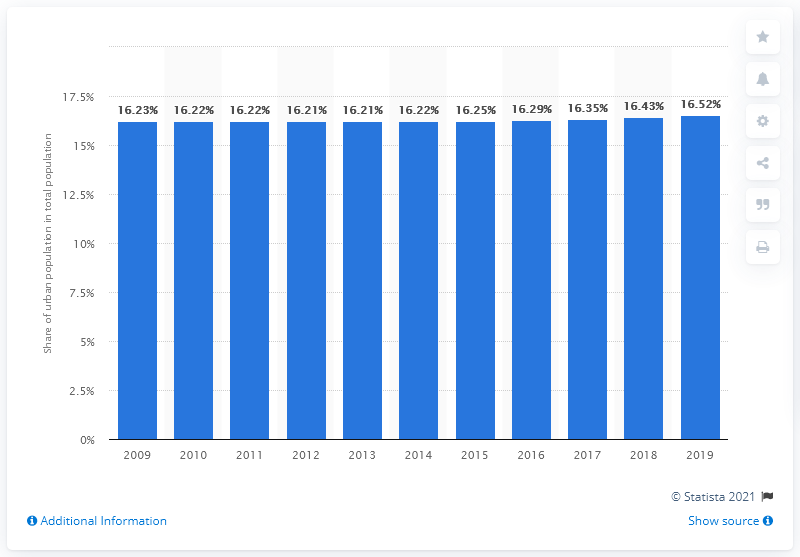 17.5%
15%
12.5%
10%
7.5%
5%
2.5%
0%
Share of urban population in total population
16.23% 16.22% 16.22% 16.21% 16.21% 16.22% 16.25% 16.29% 16.35% 16.43% 16.52%
2009 2010 2011 2012 2013 2014 2015 2016 2017 2018 2019
© Statista 2021
Additional Information
Show source